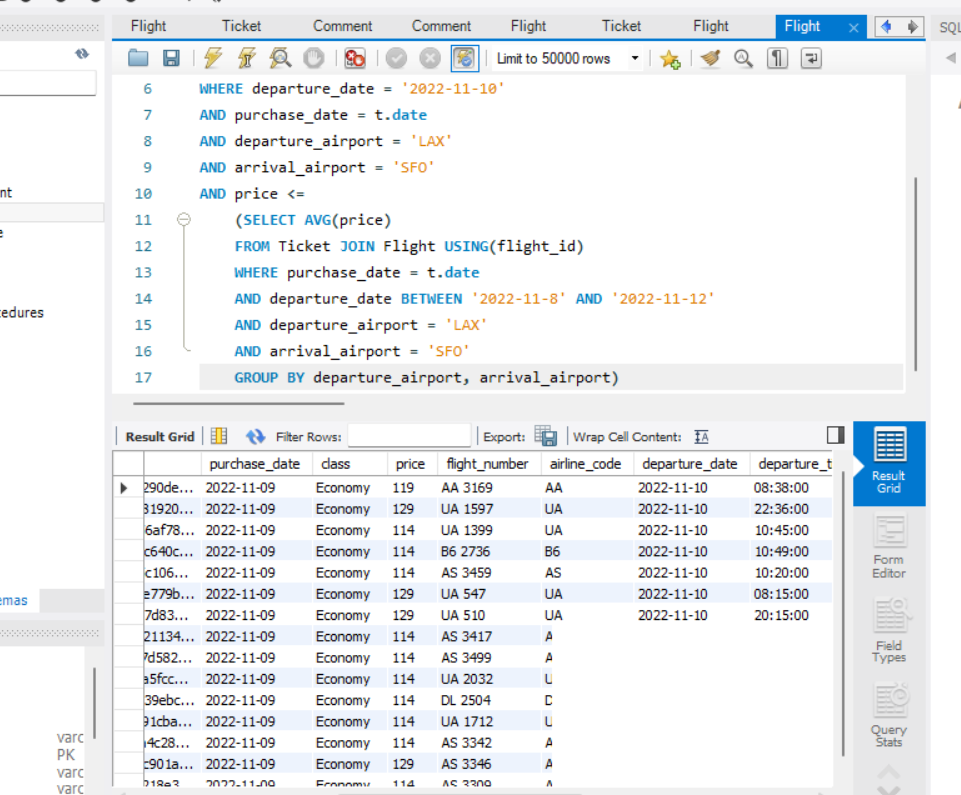 Flight Ticket Comment Comment Flight Ticket Flight Flight × SQL
Limit to 50000 rows
6 WHERE departure_date = '2022-11-10'
7 AND purchase_date = t.date
8 AND departure_airport = 'LAX'
9 AND arrival_airport = 'SFO'
10 AND price <=
11 (SELECT AVG(price)
12 FROM Ticket JOIN Flight USING(flight_id)
13 WHERE purchase_date = t.date
14 AND departure_date BETWEEN '2022-11-8' AND '2022-11-12'
15 AND departure_airport = 'LAX'
16 AND arrival_airport = 'SFO'
17 GROUP BY departure_airport, arrival_airport)
nt
e
cedures
emas
varc
PK
varc
varc
Result Grid Filter Rows: Export: Wrap Cell Content: IA
purchase_date class price flight_number airline_code departure_date departure_t
290de... 2022-11-09 Economy 119 AA 3169 AA 2022-11-10 08:38:00
31920... 2022-11-09 Economy 129 UA 1597 UA 2022-11-10 22:36:00
6af78... 2022-11-09 Economy 114 UA 1399 UA 2022-11-10 10:45:00
c640c... 2022-11-09 Economy 114 B6 2736 B6 2022-11-10 10:49:00
c106... 2022-11-09 Economy 114 AS 3459 AS 2022-11-10 10:20:00
e779b... 2022-11-09 Economy 129 UA 547 UA 2022-11-10 08:15:00
7d83... 2022-11-09 Economy 129 UA 510 UA 2022-11-10 20:15:00
21134... 2022-11-09 Economy 114 AS 3417 A
7d582... 2022-11-09 Economy 114 AS 3499 A
a5fcc... 2022-11-09 Economy 114 UA 2032 U
39ebc... 2022-11-09 Economy 114 DL 2504 D
91cba... 2022-11-09 Economy 114 UA 1712 U
a4c28... 2022-11-09 Economy 114 AS 3342 A
c901a... 2022-11-09 Economy 129 AS 3346 A
218e3 2022-11-09 Economy 114 AS 3309 A
Result
Grid
Form
Editor
Field
Types
Query
Stats